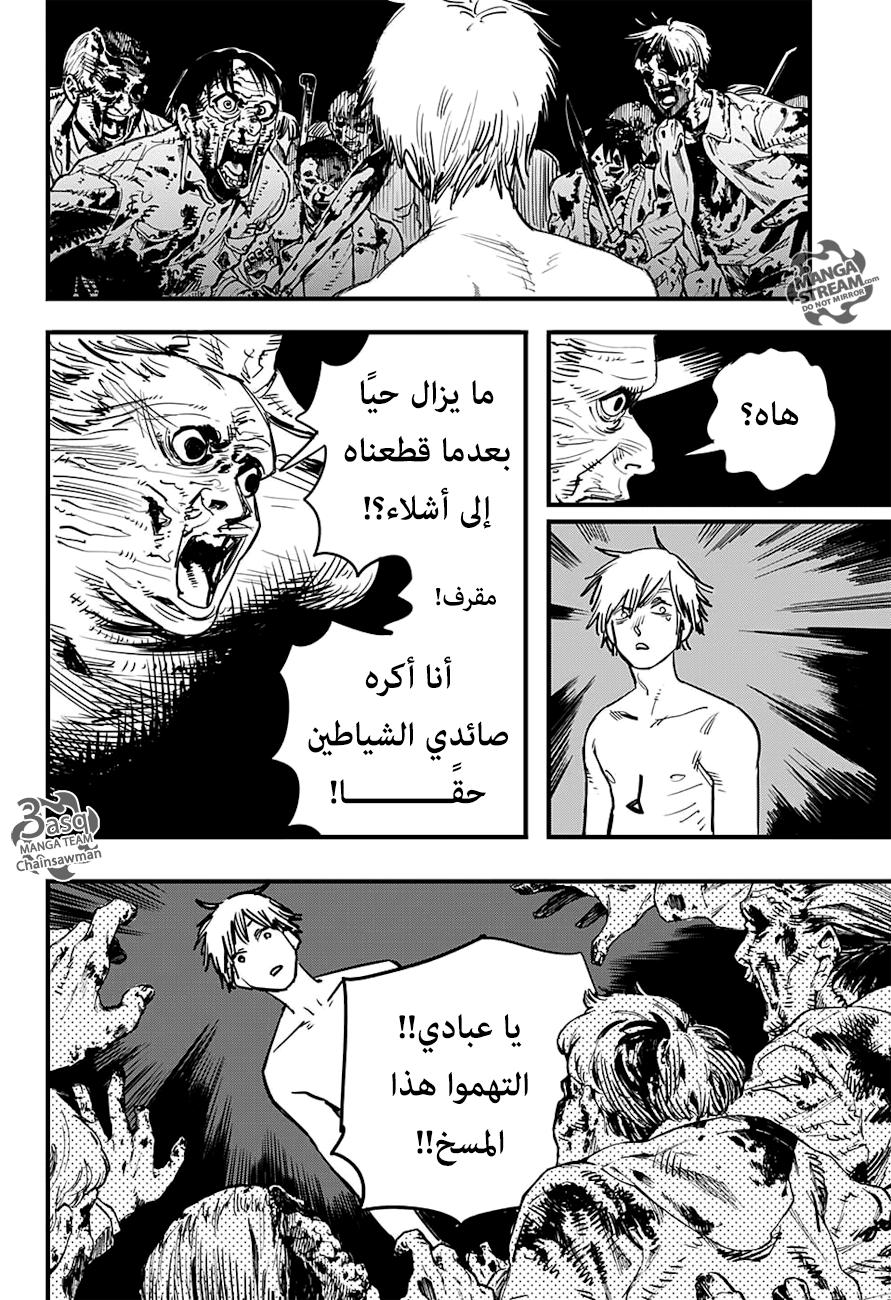 MANGA
STREAM.com
DO NOT MIRROR
هاه؟
ما يزال حيًا
بعدما قطعناه
إلى أشلاء؟!
مقرف!
أنا أكره
صائدي الشياطين
حقًـــــــــا!
3asq
MANGA TEAM
Chainsawman
يا عبادي!!
التهموا هذا
المسخ!!